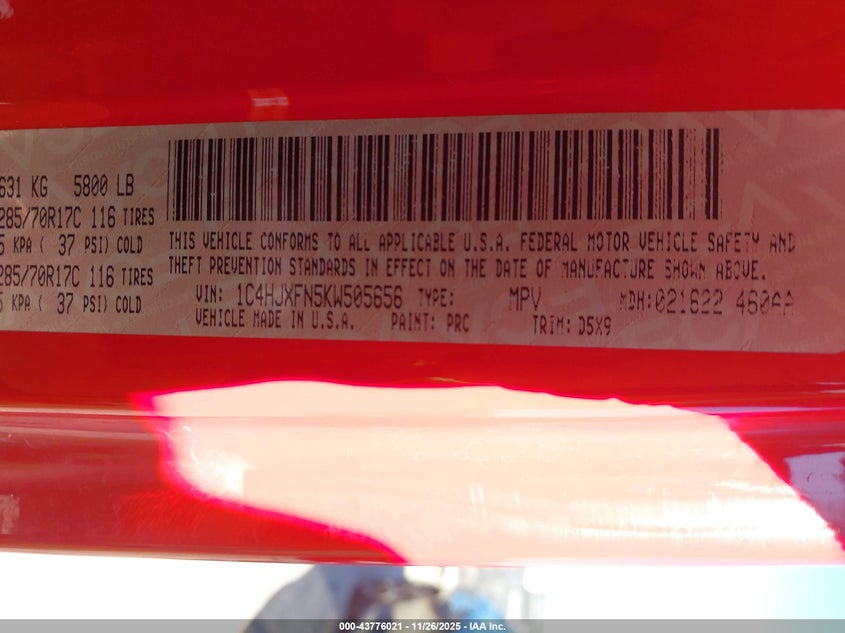 631 KG 5800 LB
285/70R17C 116 TIRES
5 KPA ( 37 PSI) COLD
285/70R17C 116 TIRES
5 KPA ( 37 PSI) COLD
THIS VEHICLE CONFORMS TO ALL APPLICABLE U.S.A. FEDERAL MOTOR VEHICLE SAFETY AND
THEFT PREVENTION STANDARDS IN EFFECT ON THE DATE OF MANUFACTURE SHOWN ABOVE.
VIN: 1C4HJXFN5KW505656 TYPE: MPV MDH:021822 460AA
VEHICLE MADE IN U.S.A. PAINT: PRC TRIM: D5X9
000-43776021 | 11/26/2025 - © IAA Inc.